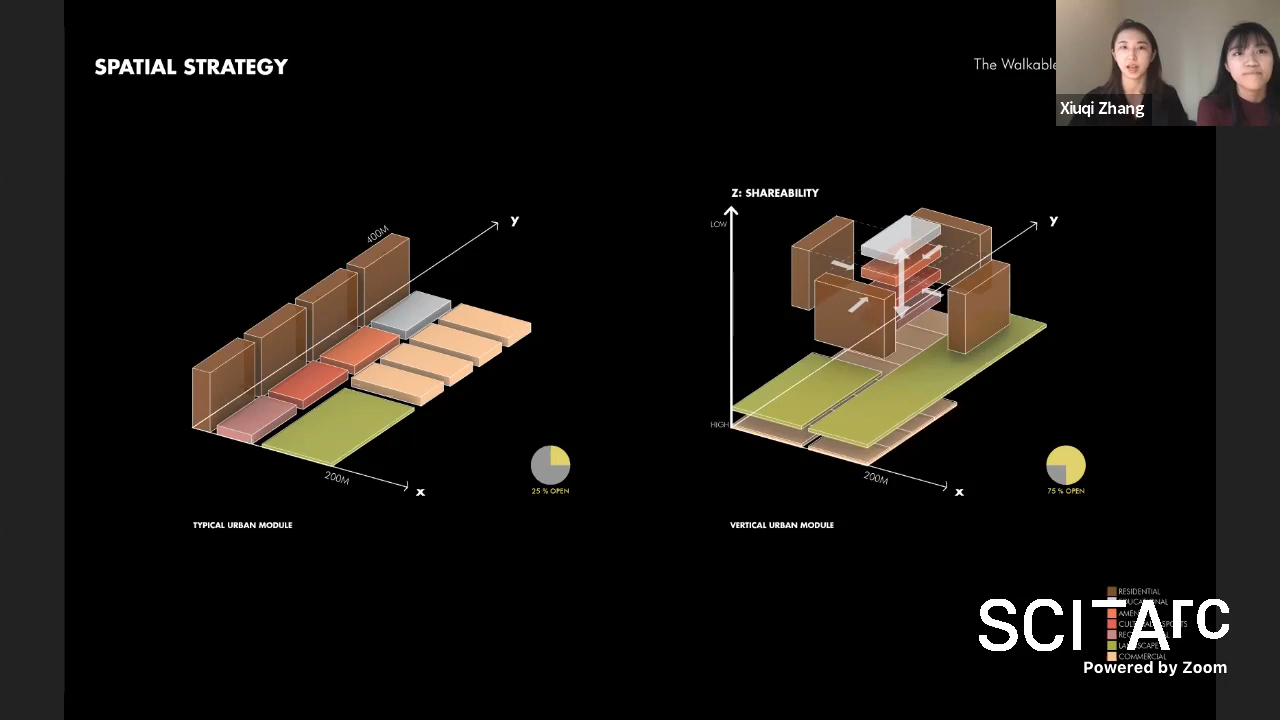 SPATIAL STRATEGY
The Walkable
Xiuqi Zhang
Z: SHAREABILITY
LOW
400M
y
y
HIGH
200M
x
25 % OPEN
200M
x
75 % OPEN
TYPICAL URBAN MODULE
VERTICAL URBAN MODULE
RESIDENTIAL
SCI Arc
COMMERCIAL
Powered by Zoom